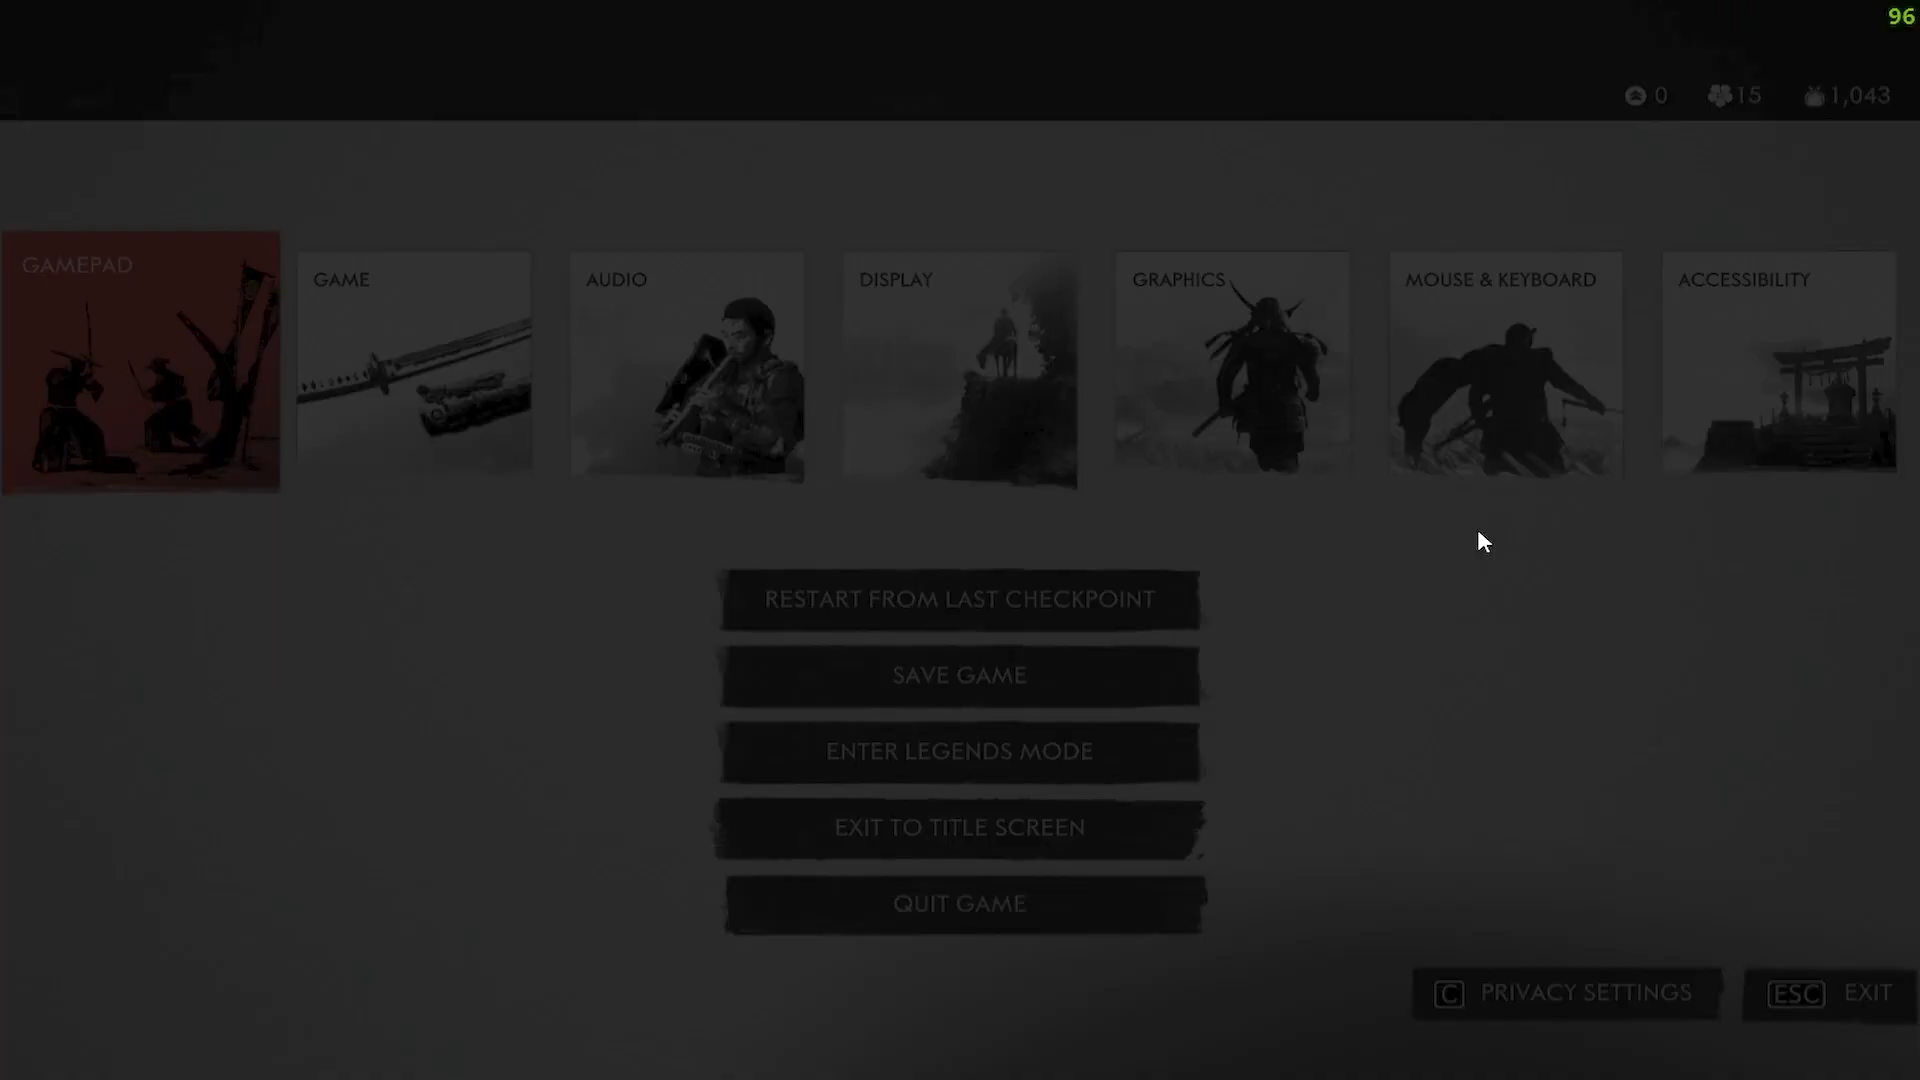 96
0 15 1,043
GAMEPAD
GAME
AUDIO
DISPLAY
GRAPHICS
MOUSE & KEYBOARD
ACCESSIBILITY
RESTART FROM LAST CHECKPOINT
SAVE GAME
ENTER LEGENDS MODE
EXIT TO TITLE SCREEN
QUIT GAME
C PRIVACY SETTINGS
ESC EXIT